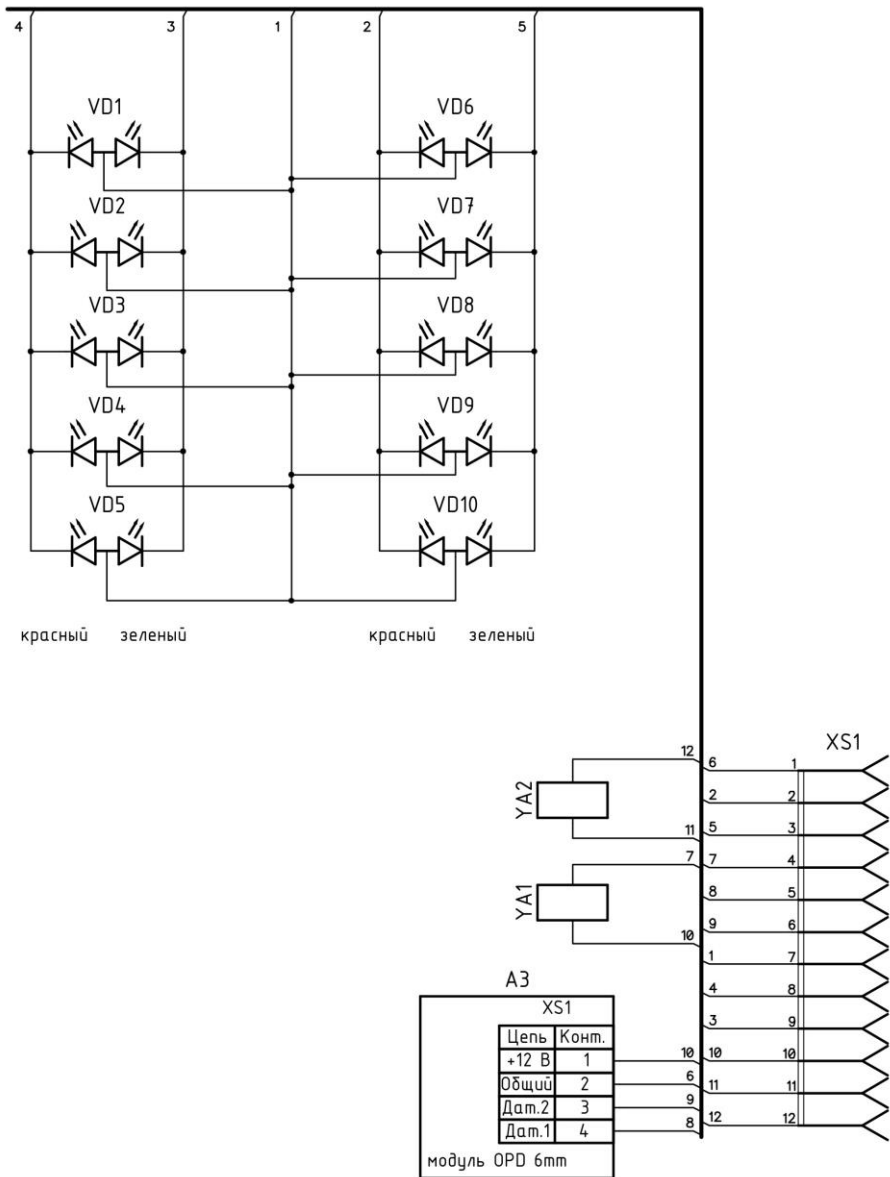 4 3 1 2 5
VD1 VD6
VD2 VD7
VD3 VD8
VD4 VD9
VD5 VD10
красный зеленый красный зеленый
XS1
12 6 1
YA2 2 2
11 5 3
7 7 4
YA1 8 5
9 6
10
1 7
A3 4 8
XS1 3 9
Цепь Конт.
+12 В 1 10 10 10
Общий 2 6 11 11
Дат.2 3 9
Дат.1 4 8 12 12
модуль OPD 6mm